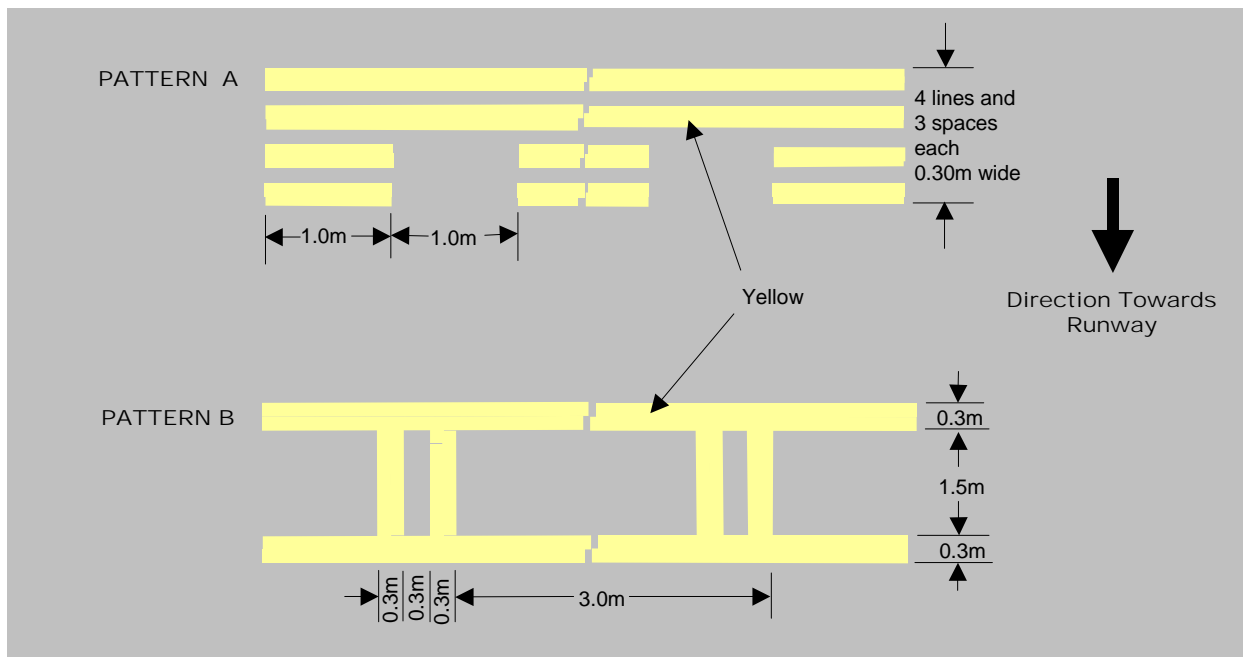 PATTERN A
4 lines and
3 spaces
each
0.30m wide
1.0m
1.0m
Yellow
Direction Towards
Runway
PATTERN B
0.3m
1.5m
0.3m
0.3m
0.3m
0.3m
3.0m